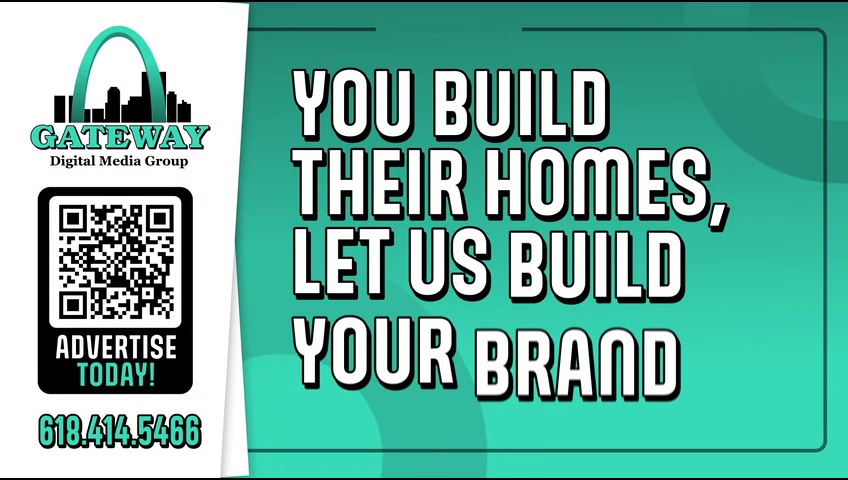 GATEWAY
Digital Media Group
ADVERTISE
TODAY!
618.414.5466
YOU BUILD
THEIR HOMES,
LET US BUILD
YOUR BRAND